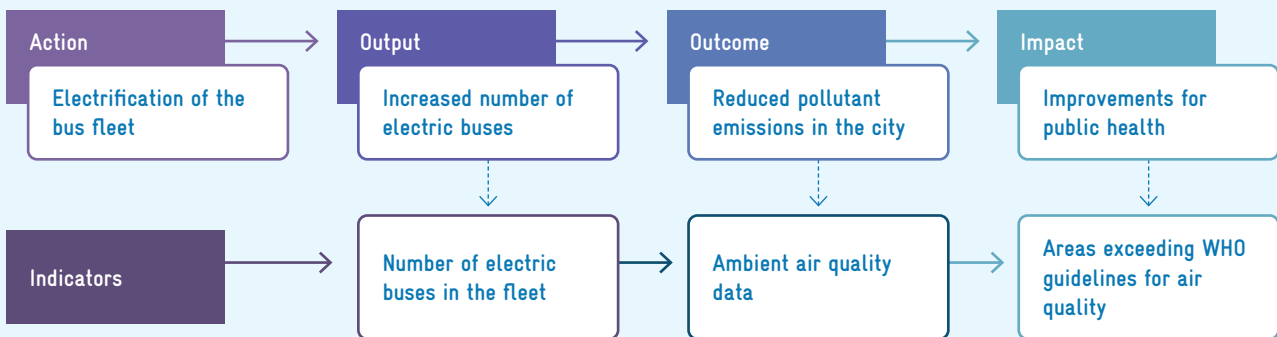 Action
Output
Outcome
Impact
Electrification of the
bus fleet
Increased number of
electric buses
Reduced pollutant
emissions in the city
Improvements for
public health
Indicators
Number of electric
buses in the fleet
Ambient air quality
data
Areas exceeding WHO
guidelines for air
quality